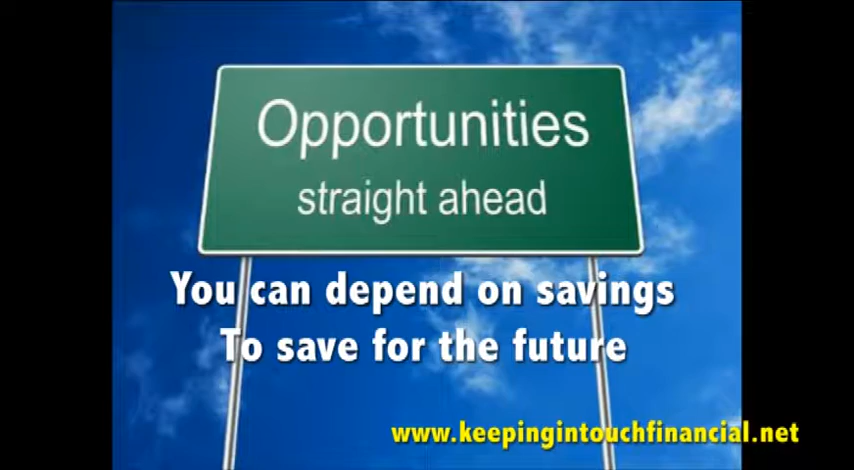 Opportunities
straight ahead
You can depend on savings
To save for the future
www.keepingintouchfinancial.net